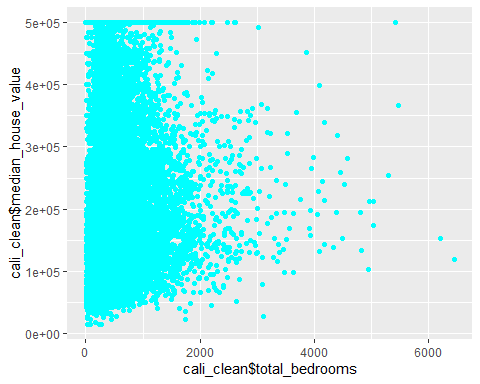 5e+05
4e+05
3e+05
2e+05
1e+05
0e+00
cali_clean$median_house_value
0
2000
4000
6000
cali_clean$total_bedrooms